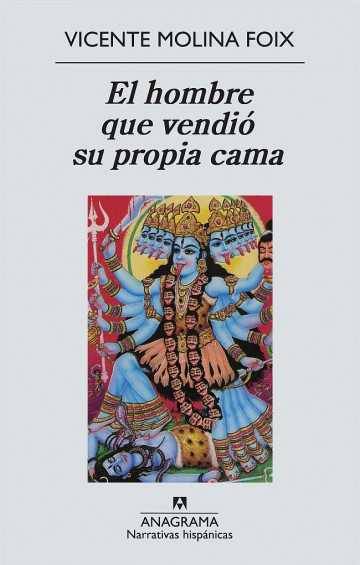 VICENTE MOLINA FOIX
El hombre
que vendió
su propia cama
ANAGRAMA
Narrativas hispánicas